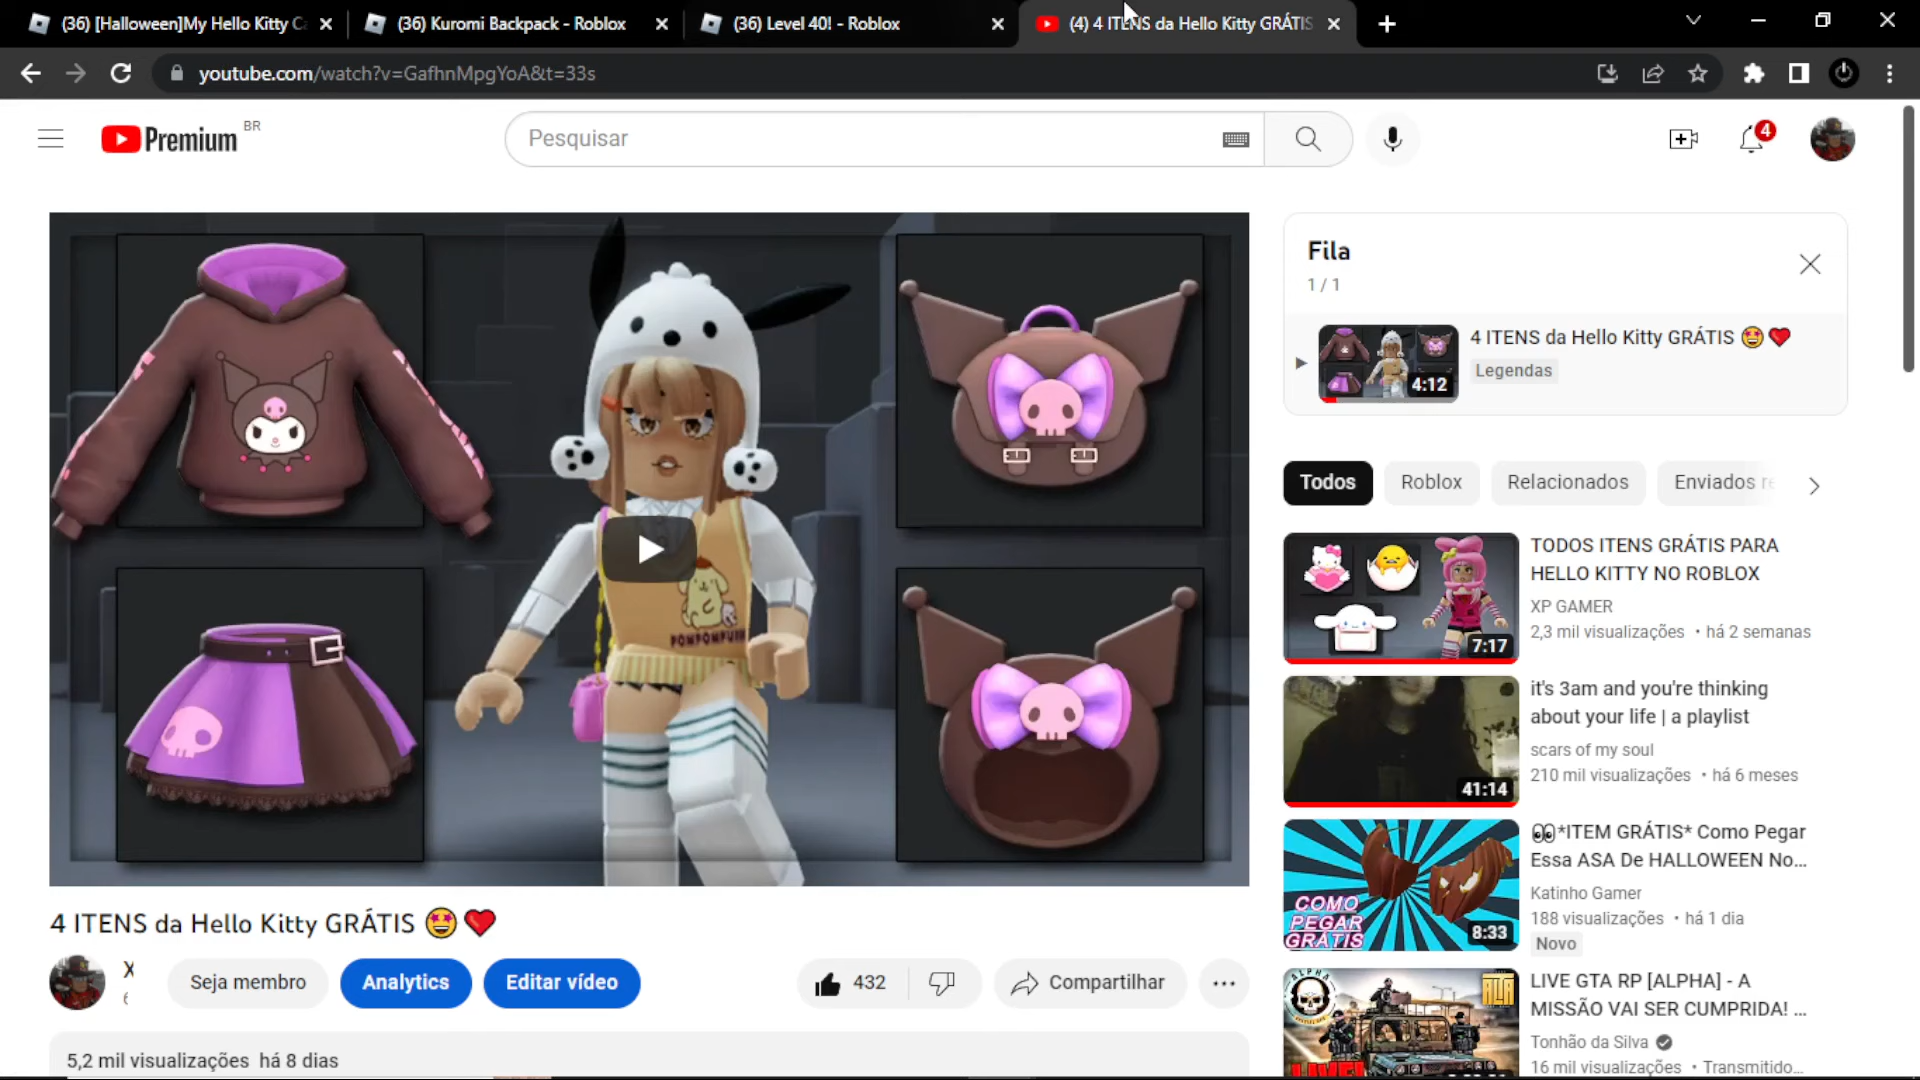 (36) [Halloween]My Hello Kitty Ca
(36) Kuromi Backpack - Roblox
(36) Level 40! - Roblox
(4) 4 ITENS da Hello Kitty GRÁTIS
youtube.com/watch?v=GafhnMpgYoA&t=33s
Premium BR
Pesquisar
4
POMPOMPURIN
Fila
1 / 1
4 ITENS da Hello Kitty GRÁTIS 🤩❤️
Legendas
4:12
Todos
Roblox
Relacionados
Enviados re
TODOS ITENS GRÁTIS PARA
HELLO KITTY NO ROBLOX
XP GAMER
2,3 mil visualizações • há 2 semanas
7:17
it's 3am and you're thinking
about your life | a playlist
scars of my soul
210 mil visualizações • há 6 meses
41:14
👀*ITEM GRÁTIS* Como Pegar
Essa ASA De HALLOWEEN No...
Katinho Gamer
188 visualizações • há 1 dia
Novo
COMO
PEGAR
GRÁTIS
8:33
LIVE GTA RP [ALPHA] - A
MISSÃO VAI SER CUMPRIDA! ...
Tonhão da Silva
16 mil visualizações • Transmitido...
ALPHA
LIVE!
4 ITENS da Hello Kitty GRÁTIS 🤩❤️
X
6
Seja membro
Analytics
Editar vídeo
432
Compartilhar
5,2 mil visualizações há 8 dias